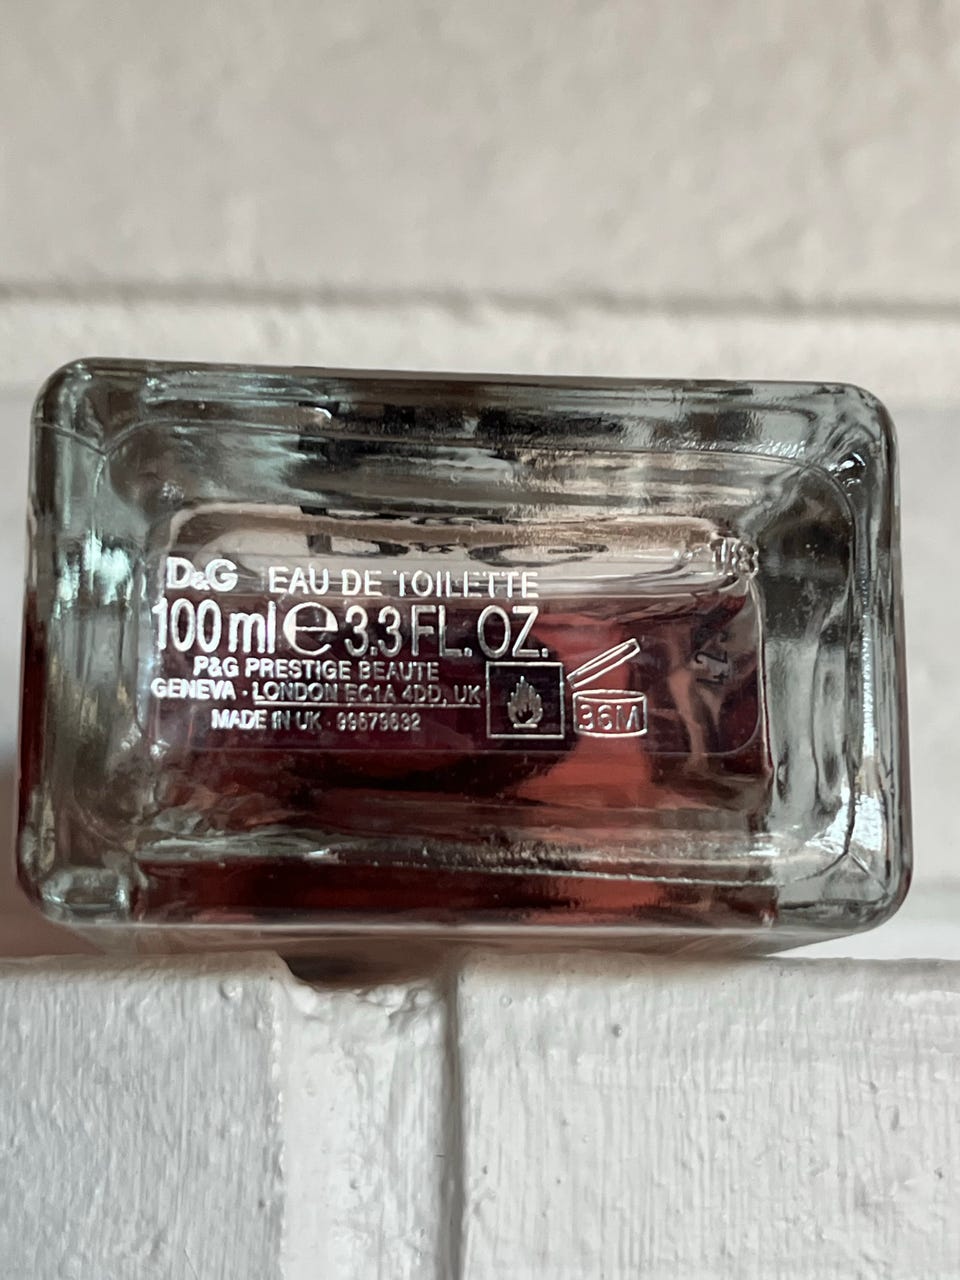 D&G EAU DE TOILETTE
100 ml e 3.3 FL. OZ.
P&G PRESTIGE BEAUTE
GENEVA · LONDON EC1A 4DD, UK
MADE IN UK · 99679692
36M